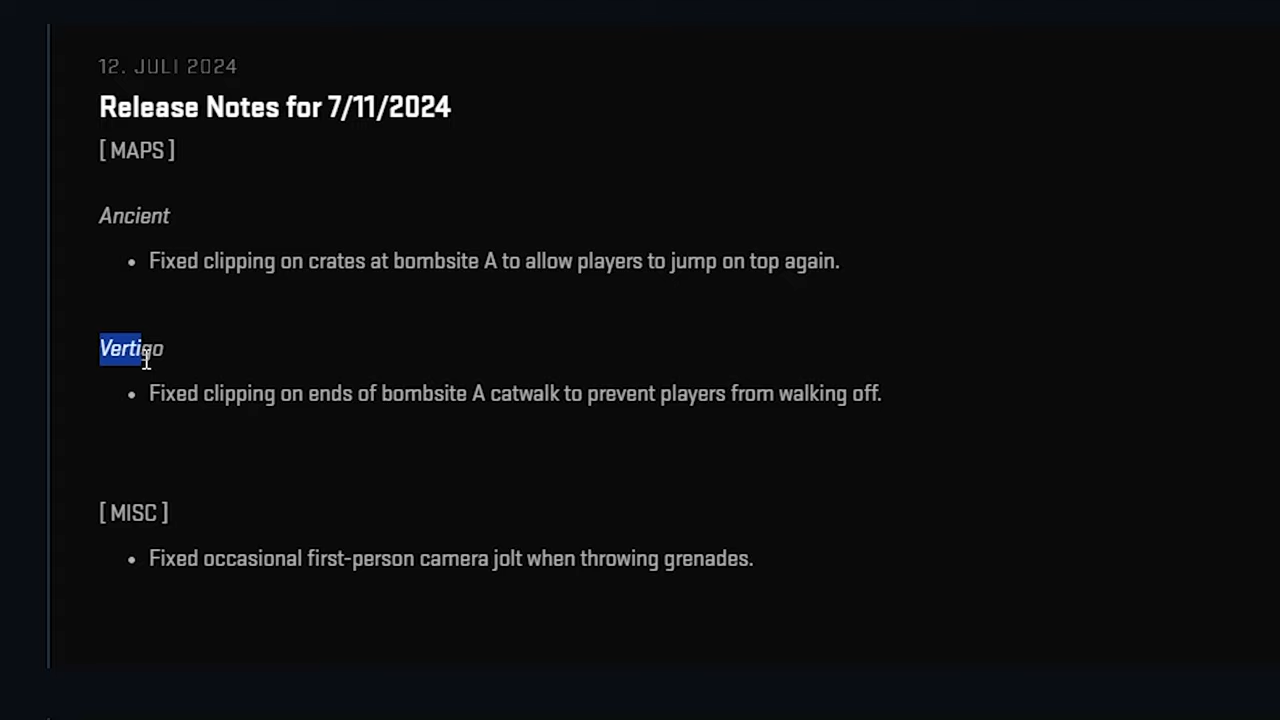 12. JULI 2024
Release Notes for 7/11/2024
[ MAPS ]
Ancient
• Fixed clipping on crates at bombsite A to allow players to jump on top again.
Vertigo
• Fixed clipping on ends of bombsite A catwalk to prevent players from walking off.
[ MISC ]
• Fixed occasional first-person camera jolt when throwing grenades.